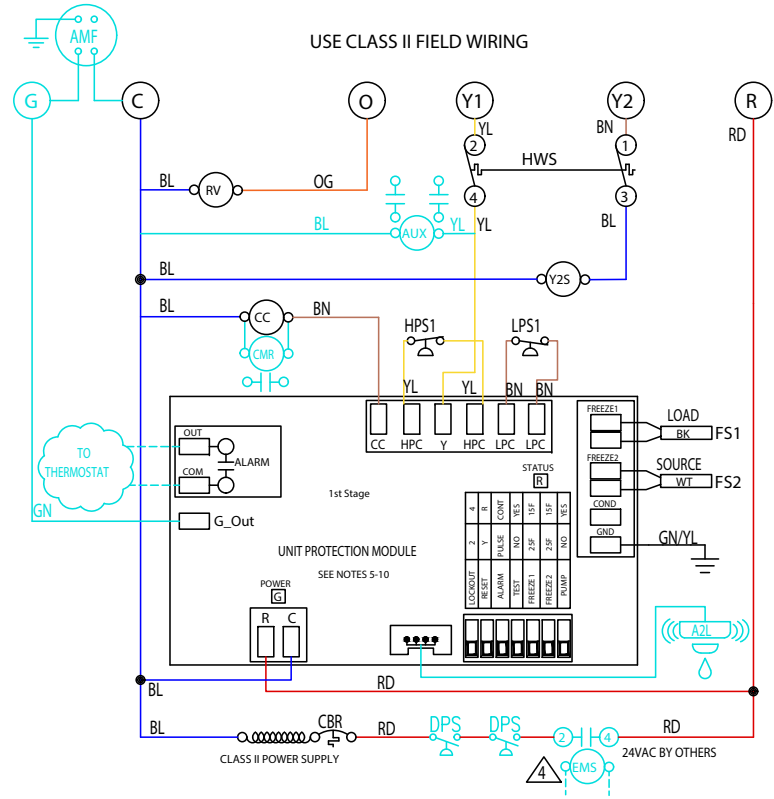 USE CLASS II FIELD WIRING
AMF
G
C
O
Y1
Y2
R
YL
BN
RD
2
1
HWS
BL
RV
OG
4
3
BL
AUX
YL
YL
BL
BL
Y2S
BL
CC
BN
CMR
HPS1
LPS1
YL
YL
BN
BN
CC
HPC
Y
HPC
LPC
LPC
FREEZE1
LOAD
BK
FS1
FREEZE2
SOURCE
WT
FS2
COND
GND
GN/YL
OUT
COM
ALARM
TO
THERMOSTAT
GN
G_Out
1st Stage
STATUS
R
UNIT PROTECTION MODULE
SEE NOTES 5-10
LOCKOUT 2 4
RESET Y R
ALARM PULSE CONT
TEST NO YES
FREEZE 1 25F 15F
FREEZE 2 25F 15F
PUMP NO YES
POWER
G
R
C
A2L
BL
RD
BL
CBR
RD
DPS
DPS
2
4
RD
CLASS II POWER SUPPLY
24VAC BY OTHERS
4
EMS